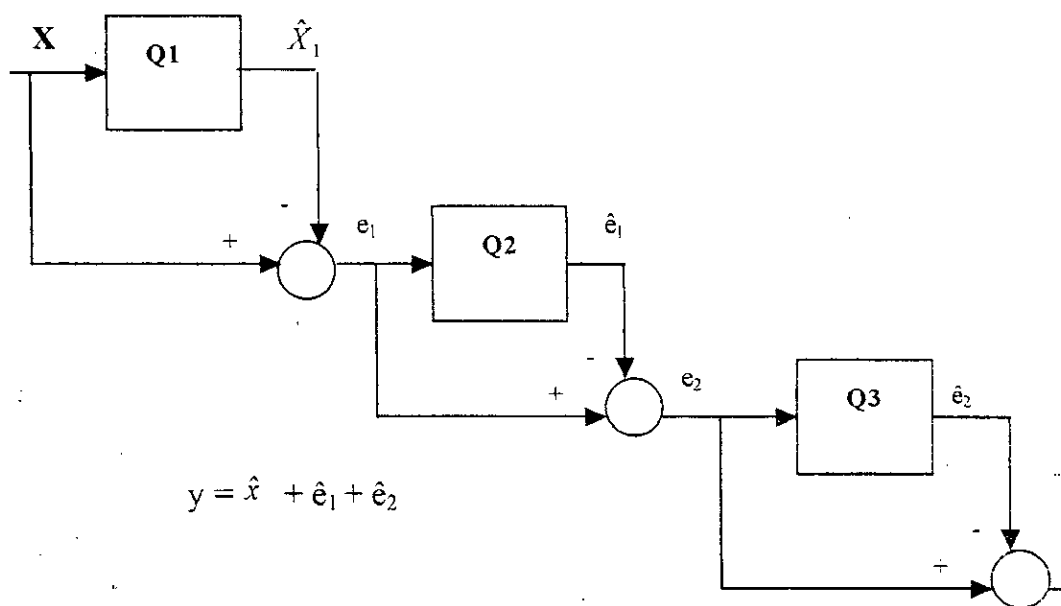 X
Q1
X̂₁
-
+
e₁
Q2
ê₁
-
+
e₂
Q3
ê₂
-
+
y = x̂ + ê₁ + ê₂